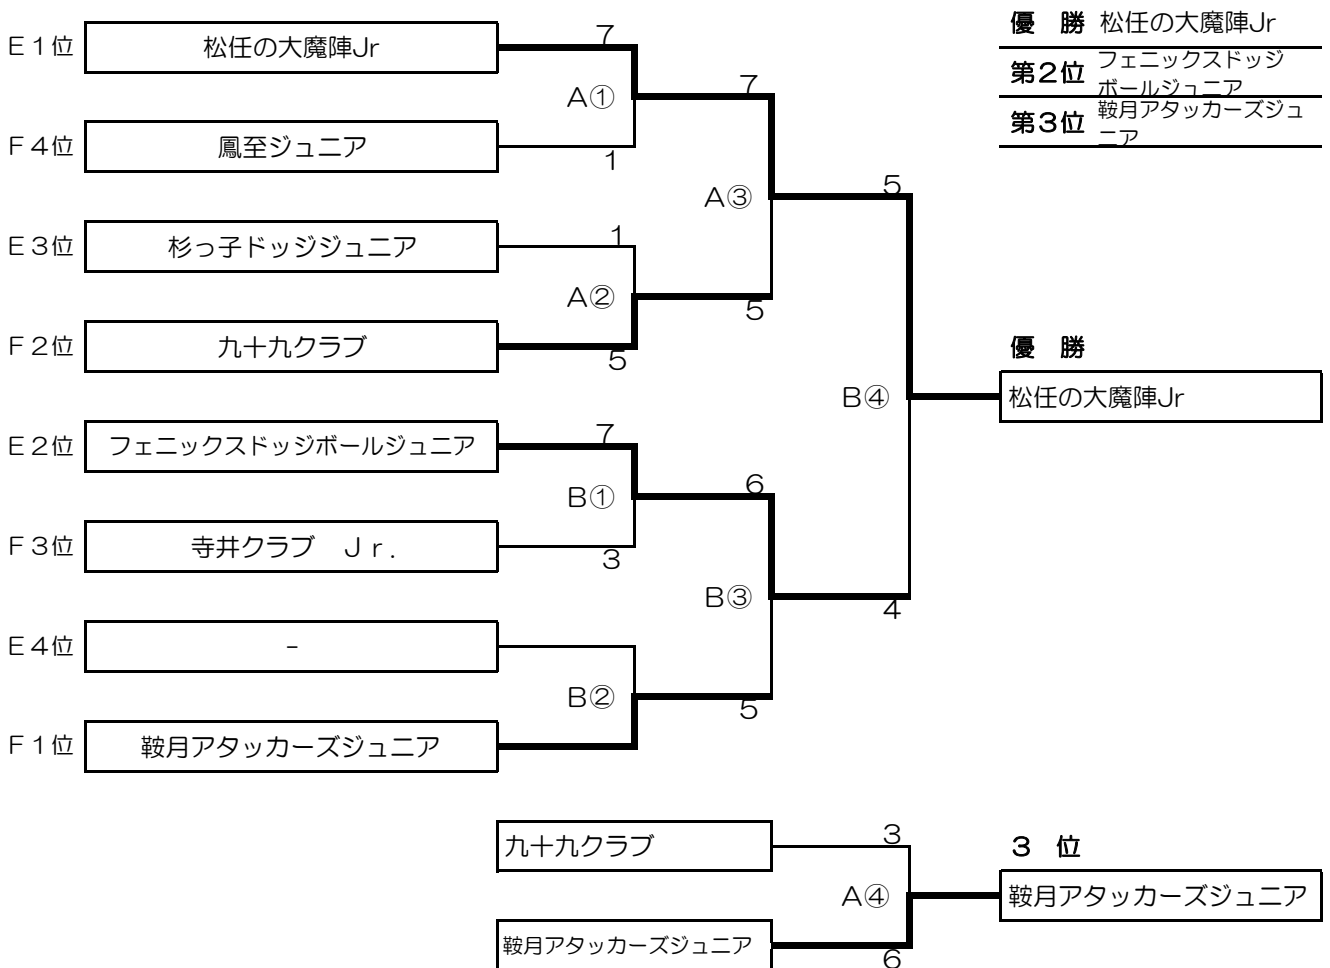 優　勝 松任の大魔陣Jr
第２位 フェニックスドッジ
ボールジュニア
第３位 鞍月アタッカーズジュ
ニア
Ｅ１位 松任の大魔陣Jr 7
Ａ① 7
Ｆ４位 鳳至ジュニア 1
Ａ③ 5
Ｅ３位 杉っ子ドッジジュニア 1
Ａ② 5
Ｆ２位 九十九クラブ 5
優　勝
Ｂ④ 松任の大魔陣Jr
Ｅ２位 フェニックスドッジボールジュニア 7
Ｂ① 6
Ｆ３位 寺井クラブ　Ｊｒ. 3
Ｂ③ 4
Ｅ４位 -
Ｂ② 5
Ｆ１位 鞍月アタッカーズジュニア
九十九クラブ 3
３　位
Ａ④ 鞍月アタッカーズジュニア
鞍月アタッカーズジュニア 6